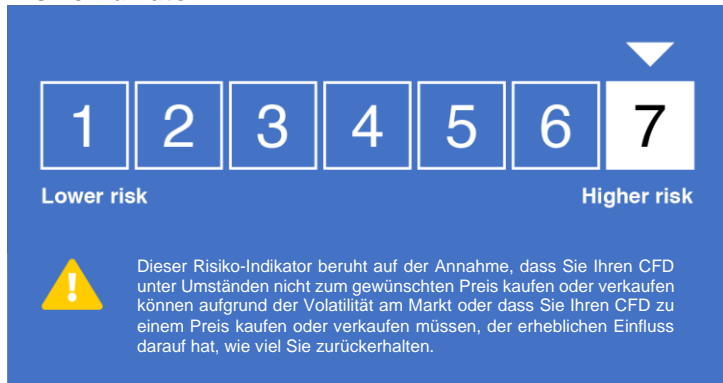 1 2 3 4 5 6 7
Lower risk Higher risk
!
Dieser Risiko-Indikator beruht auf der Annahme, dass Sie Ihren CFD
unter Umständen nicht zum gewünschten Preis kaufen oder verkaufen
können aufgrund der Volatilität am Markt oder dass Sie Ihren CFD zu
einem Preis kaufen oder verkaufen müssen, der erheblichen Einfluss
darauf hat, wie viel Sie zurückerhalten.